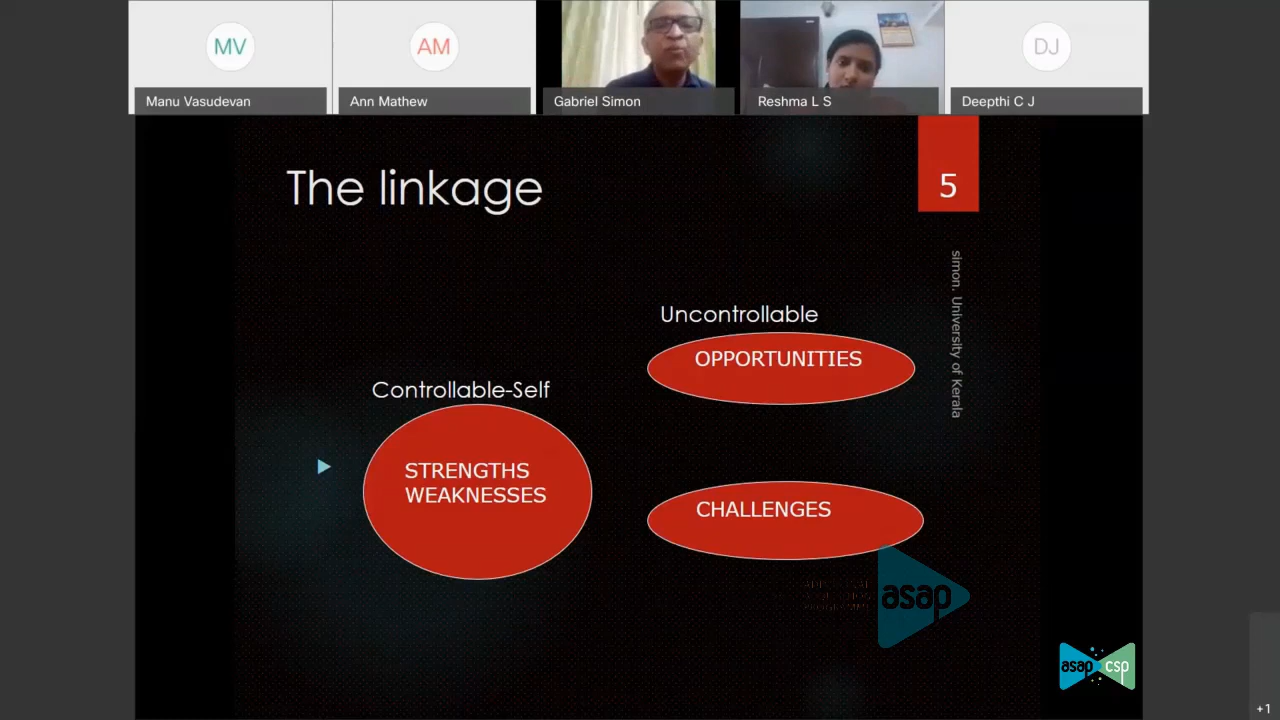 MV
AM
DJ
Manu Vasudevan
Ann Mathew
Gabriel Simon
Reshma L S
Deepthi C J
The linkage
5
simon. University of Kerala
Uncontrollable
OPPORTUNITIES
Controllable-Self
STRENGTHS
WEAKNESSES
CHALLENGES
asap
asap csp
+1